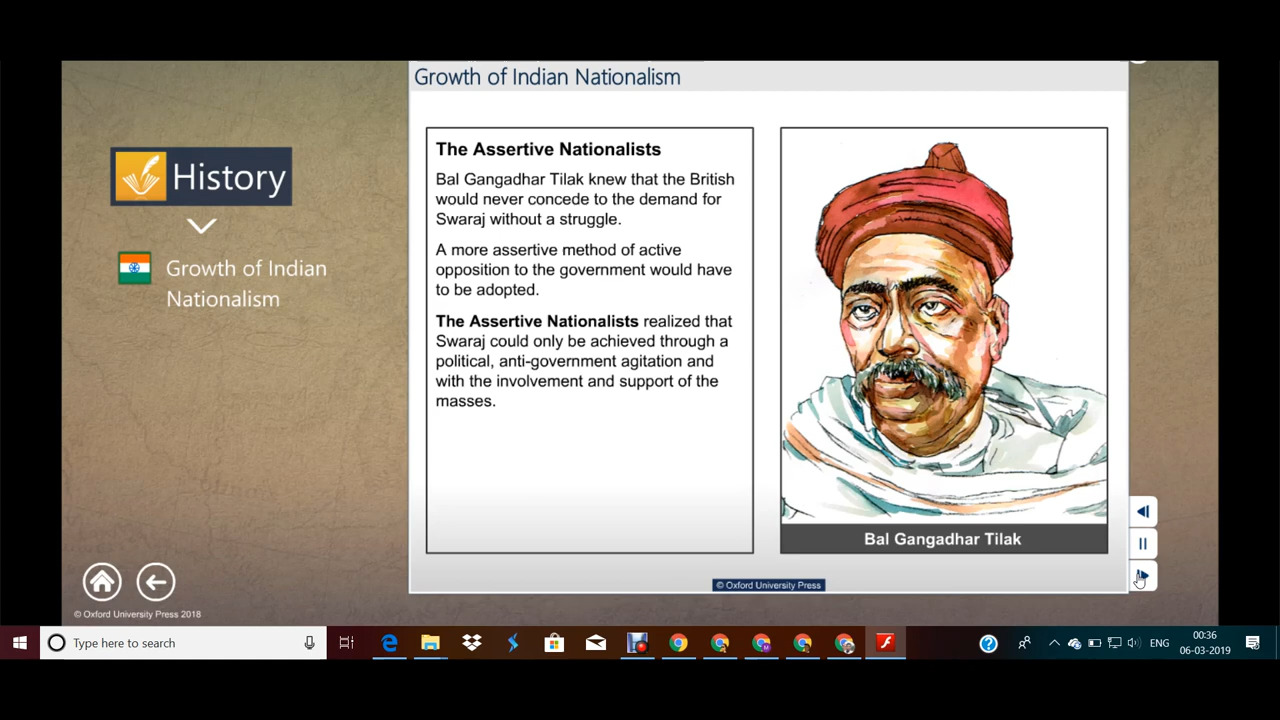 Growth of Indian Nationalism
History
Growth of Indian
Nationalism
The Assertive Nationalists
Bal Gangadhar Tilak knew that the British
would never concede to the demand for
Swaraj without a struggle.
A more assertive method of active
opposition to the government would have
to be adopted.
The Assertive Nationalists realized that
Swaraj could only be achieved through a
political, anti-government agitation and
with the involvement and support of the
masses.
Bal Gangadhar Tilak
© Oxford University Press
© Oxford University Press 2018
Type here to search
ENG
00:36
06-03-2019